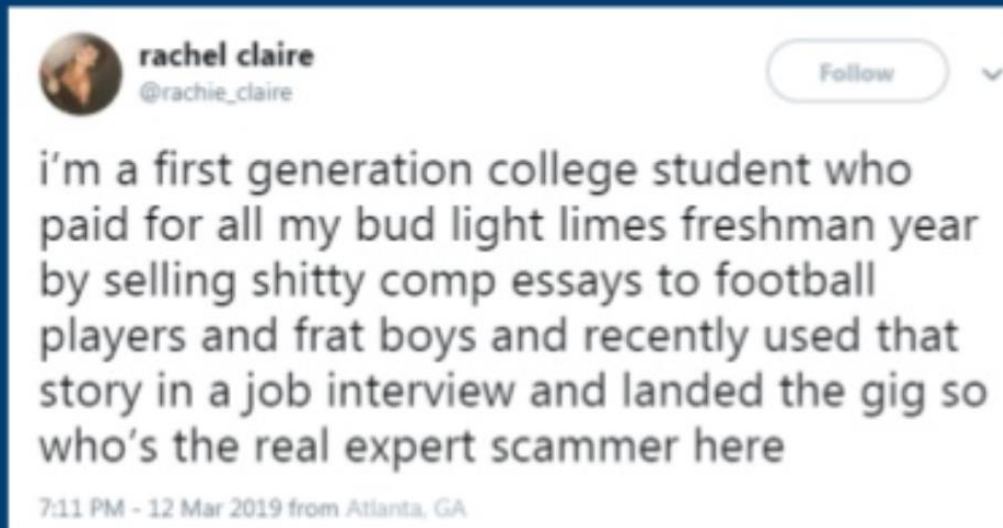 rachel claire
@rachie_claire
Follow
i'm a first generation college student who
paid for all my bud light limes freshman year
by selling shitty comp essays to football
players and frat boys and recently used that
story in a job interview and landed the gig so
who's the real expert scammer here
7:11 PM - 12 Mar 2019 from Atlanta, GA